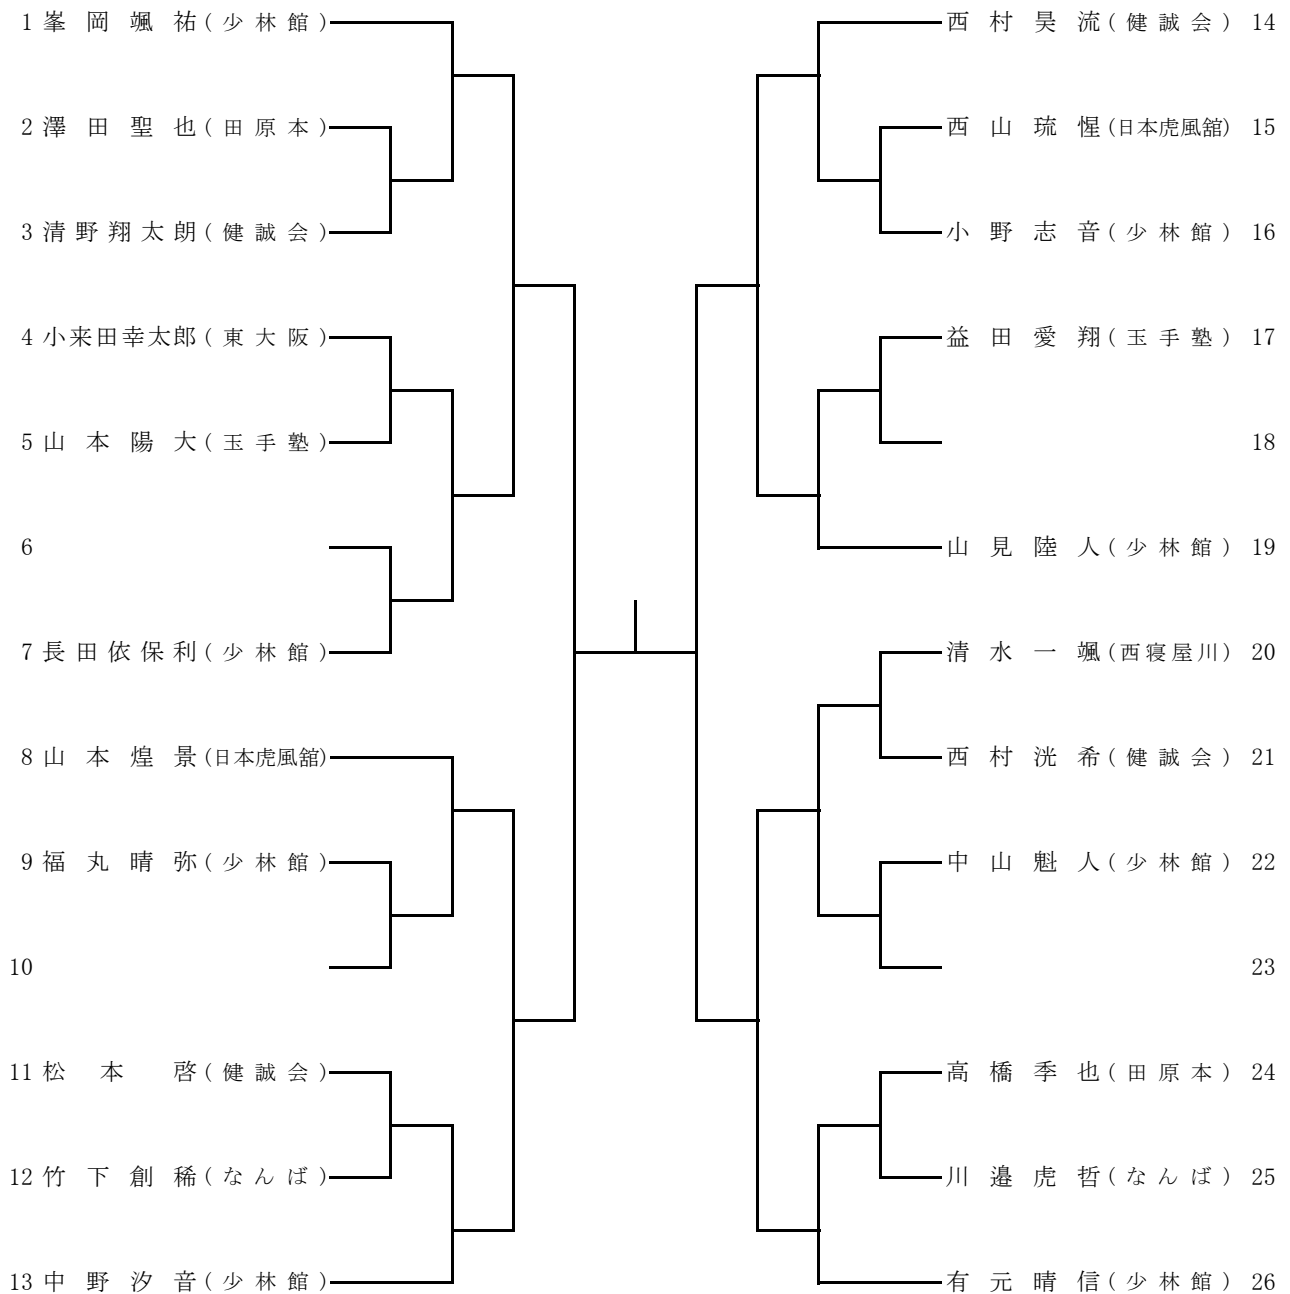 1 峯岡颯祐(少林館)
2 澤田聖也(田原本)
3 清野翔太朗(健誠会)
4 小来田幸太郎(東大阪)
5 山本陽大(玉手塾)
6
7 長田依保利(少林館)
8 山本煌景(日本虎風舘)
9 福丸晴弥(少林館)
10
11 松本啓(健誠会)
12 竹下創稀(なんば)
13 中野汐音(少林館)
西村昊流(健誠会) 14
西山琉惺(日本虎風舘) 15
小野志音(少林館) 16
益田愛翔(玉手塾) 17
18
山見陸人(少林館) 19
清水一颯(西寝屋川) 20
西村洸希(健誠会) 21
中山魁人(少林館) 22
23
高橋季也(田原本) 24
川邉虎哲(なんば) 25
有元晴信(少林館) 26